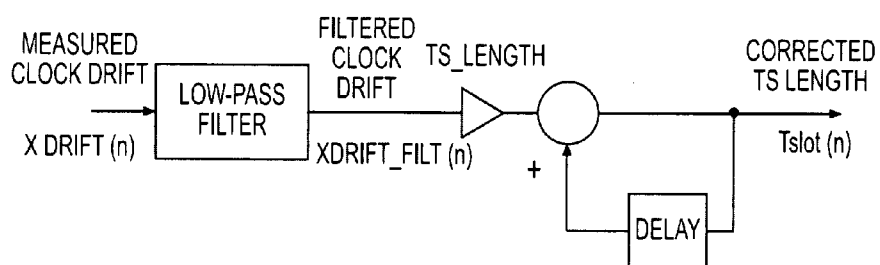 MEASURED
CLOCK DRIFT
X DRIFT (n)
LOW-PASS
FILTER
FILTERED
CLOCK
DRIFT
XDRIFT_FILT (n)
TS_LENGTH
+
DELAY
CORRECTED
TS LENGTH
Tslot (n)